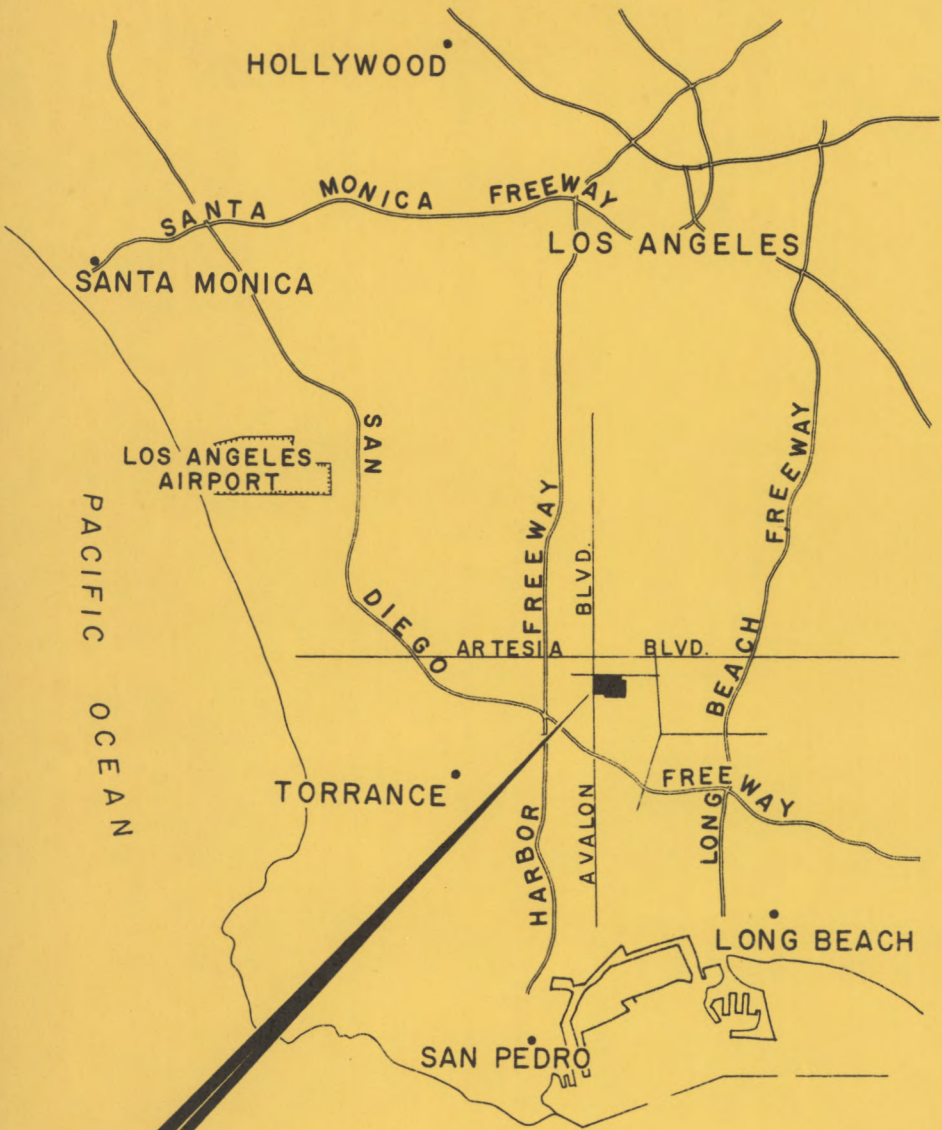 HOLLYWOOD
SANTA MONICA FREEWAY
LOS ANGELES
SANTA MONICA
LOS ANGELES
AIRPORT
PACIFIC OCEAN
SAN DIEGO FREEWAY
HARBOR FREEWAY
AVALON BLVD.
ARTESIA BLVD.
LONG BEACH FREEWAY
TORRANCE
LONG BEACH
SAN PEDRO